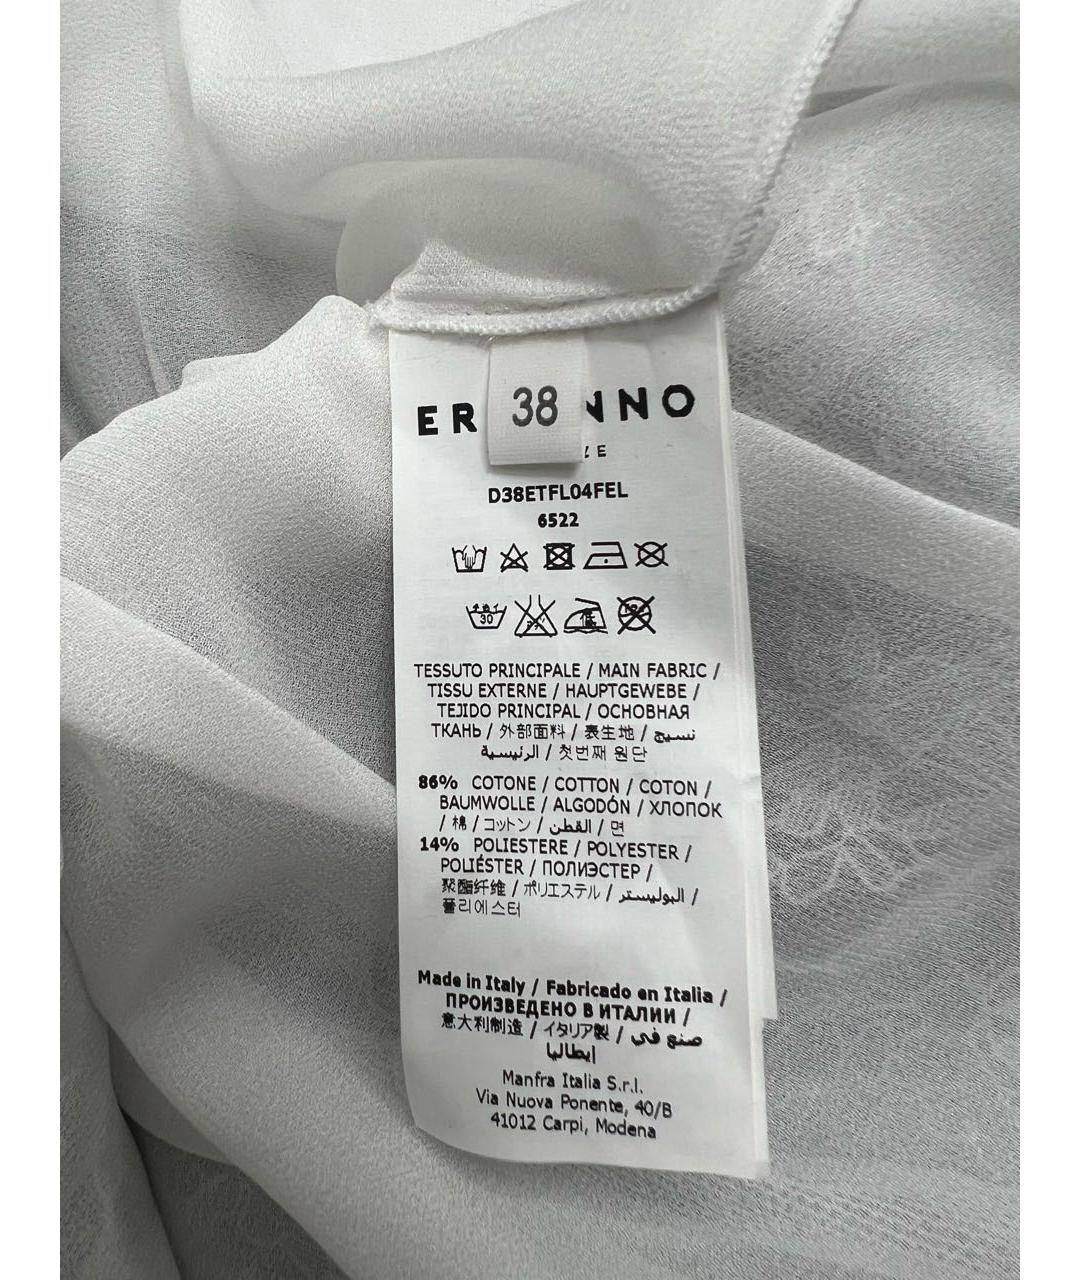 38
D38ETFL04FEL
6522
30
低
TESSUTO PRINCIPALE / MAIN FABRIC /
TISSU EXTERNE / HAUPTGEWEBE /
TEJIDO PRINCIPAL / ОСНОВНАЯ
ТКАНЬ / 外部面料 / 表生地 / نسيج
الرئيسية / 첫번째 원단
86% COTONE / COTTON / COTON /
BAUMWOLLE / ALGODÓN / ХЛОПОК
/ 棉 / コットン / القطن / 면
14% POLIESTERE / POLYESTER /
POLIÉSTER / ПОЛИЭСТЕР /
聚酯纤维 / ポリエステル / البوليستر /
폴리에스터
Made in Italy / Fabricado en Italia /
ПРОИЗВЕДЕНО В ИТАЛИИ /
意大利制造 / イタリア製 / صنع في
إيطاليا
Manfra Italia S.r.l.
Via Nuova Ponente, 40/B
41012 Carpi, Modena